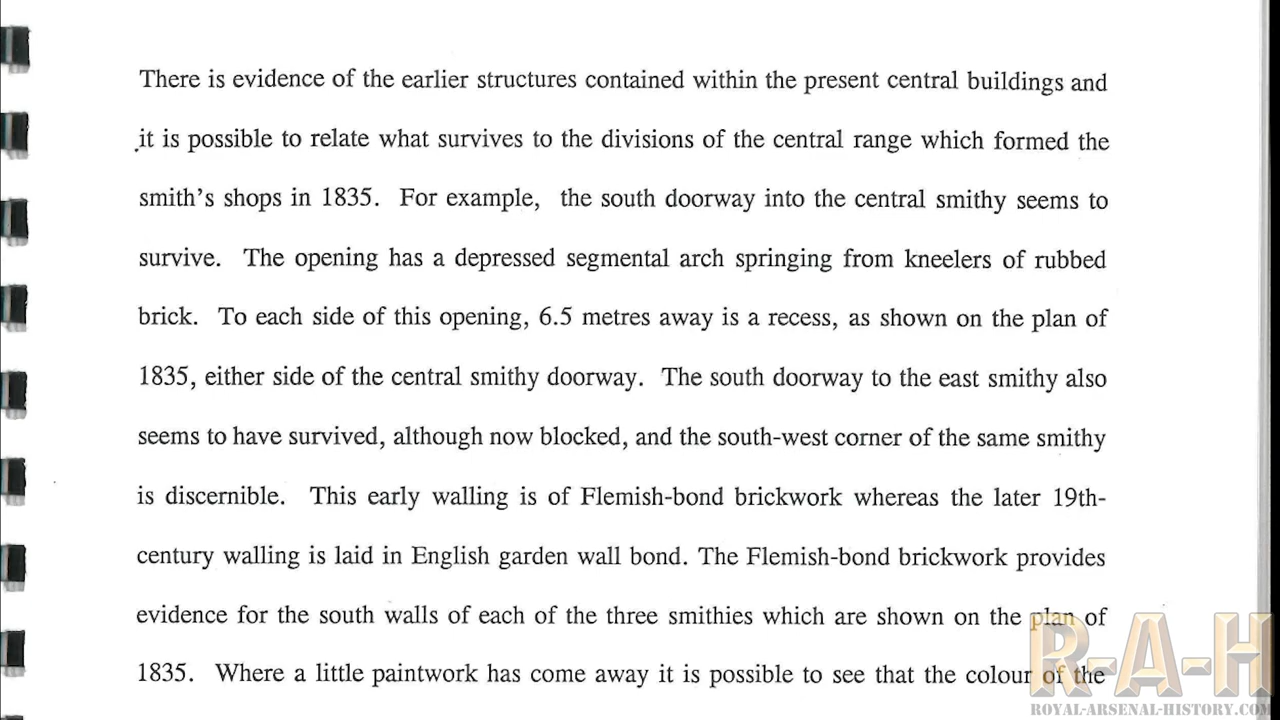 There is evidence of the earlier structures contained within the present central buildings and
it is possible to relate what survives to the divisions of the central range which formed the
smith's shops in 1835. For example, the south doorway into the central smithy seems to
survive. The opening has a depressed segmental arch springing from kneelers of rubbed
brick. To each side of this opening, 6.5 metres away is a recess, as shown on the plan of
1835, either side of the central smithy doorway. The south doorway to the east smithy also
seems to have survived, although now blocked, and the south-west corner of the same smithy
is discernible. This early walling is of Flemish-bond brickwork whereas the later 19th-
century walling is laid in English garden wall bond. The Flemish-bond brickwork provides
evidence for the south walls of each of the three smithies which are shown on the plan of
1835. Where a little paintwork has come away it is possible to see that the colour of the
R-A-H
ROYAL-ARSENAL-HISTORY.COM